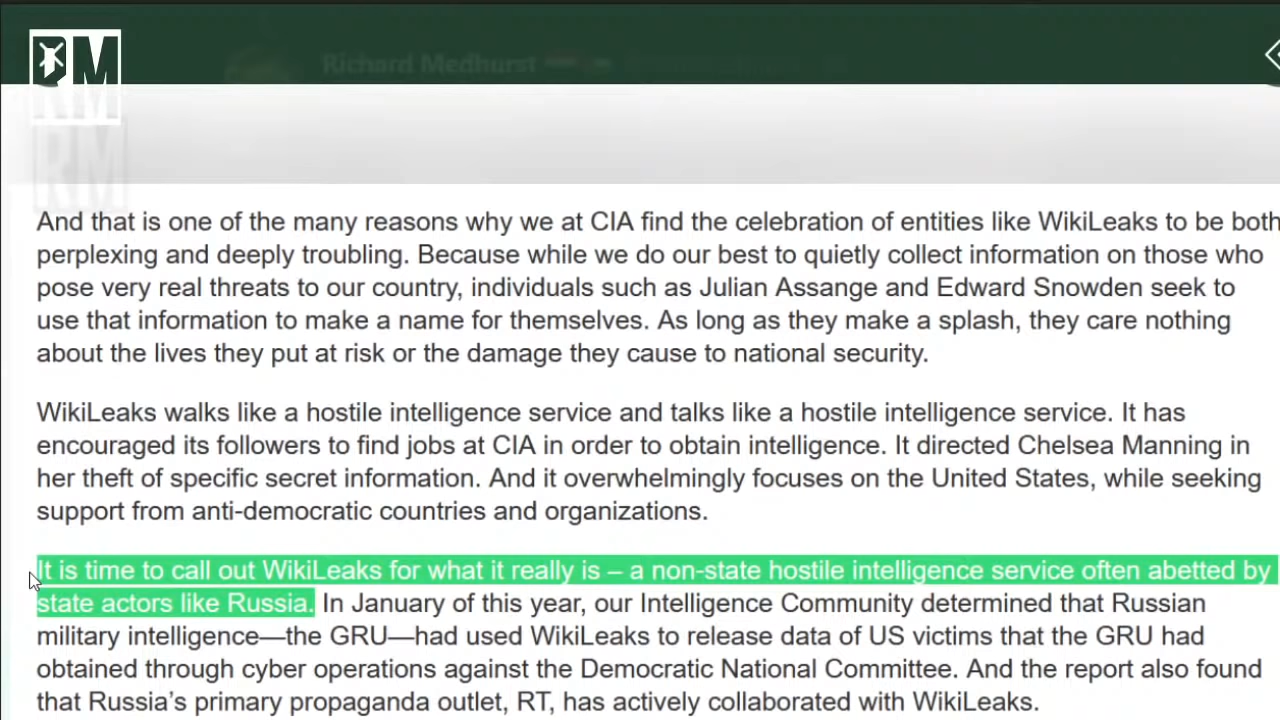 RM
Richard Medhurst
RM
And that is one of the many reasons why we at CIA find the celebration of entities like WikiLeaks to be both
perplexing and deeply troubling. Because while we do our best to quietly collect information on those who
pose very real threats to our country, individuals such as Julian Assange and Edward Snowden seek to
use that information to make a name for themselves. As long as they make a splash, they care nothing
about the lives they put at risk or the damage they cause to national security.
WikiLeaks walks like a hostile intelligence service and talks like a hostile intelligence service. It has
encouraged its followers to find jobs at CIA in order to obtain intelligence. It directed Chelsea Manning in
her theft of specific secret information. And it overwhelmingly focuses on the United States, while seeking
support from anti-democratic countries and organizations.
It is time to call out WikiLeaks for what it really is – a non-state hostile intelligence service often abetted by
state actors like Russia. In January of this year, our Intelligence Community determined that Russian
military intelligence—the GRU—had used WikiLeaks to release data of US victims that the GRU had
obtained through cyber operations against the Democratic National Committee. And the report also found
that Russia’s primary propaganda outlet, RT, has actively collaborated with WikiLeaks.